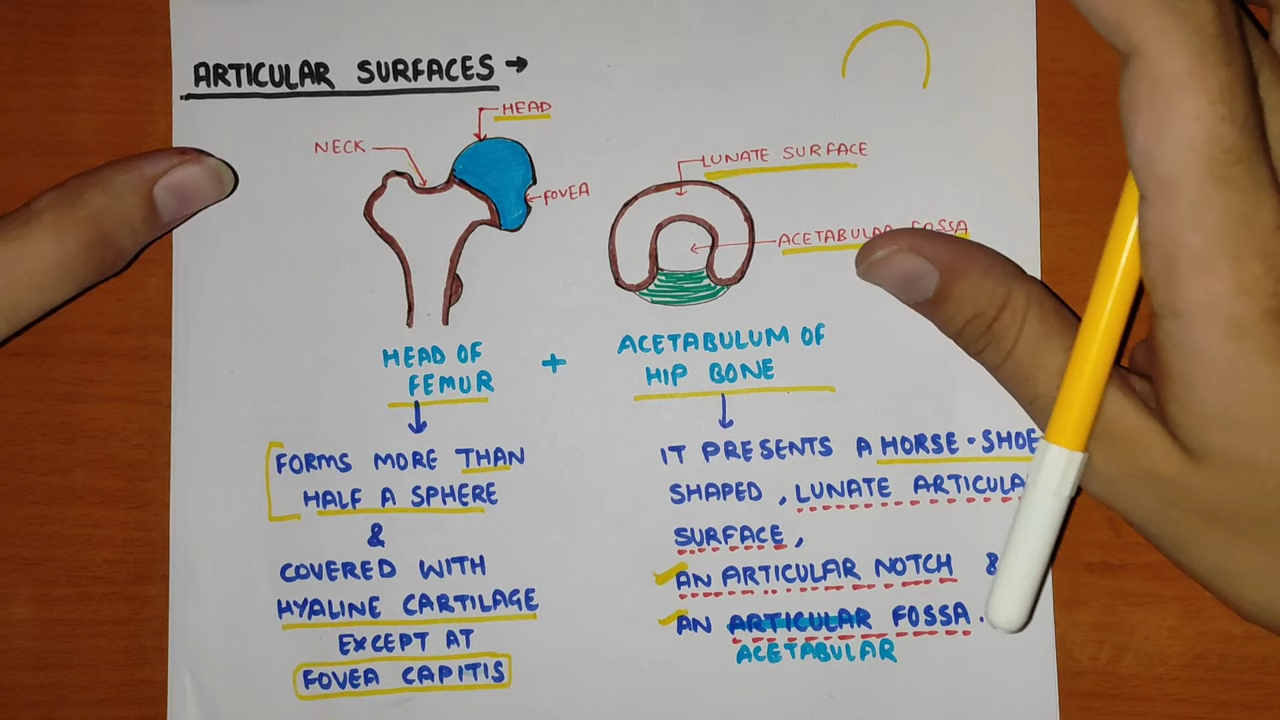 ARTICULAR SURFACES →
HEAD
NECK
FOVEA
LUNATE SURFACE
ACETABULAR FOSSA
HEAD OF
FEMUR
+
ACETABULUM OF
HIP BONE
FORMS MORE THAN
HALF A SPHERE
&
COVERED WITH
HYALINE CARTILAGE
EXCEPT AT
FOVEA CAPITIS
IT PRESENTS A HORSE-SHOE
SHAPED, LUNATE ARTICULA
SURFACE,
AN ARTICULAR NOTCH &
AN ARTICULAR FOSSA.
ACETABULAR